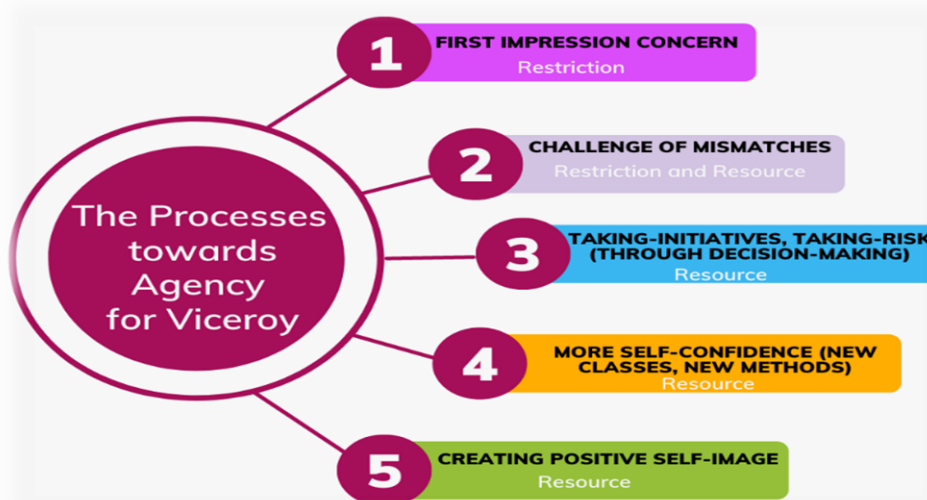 The Processes
towards
Agency
for Viceroy
1
FIRST IMPRESSION CONCERN
Restriction
2
CHALLENGE OF MISMATCHES
Restriction and Resource
3
TAKING-INITIATIVES, TAKING-RISK
(THROUGH DECISION-MAKING)
Resource
4
MORE SELF-CONFIDENCE (NEW
CLASSES, NEW METHODS)
Resource
5
CREATING POSITIVE SELF-IMAGE
Resource